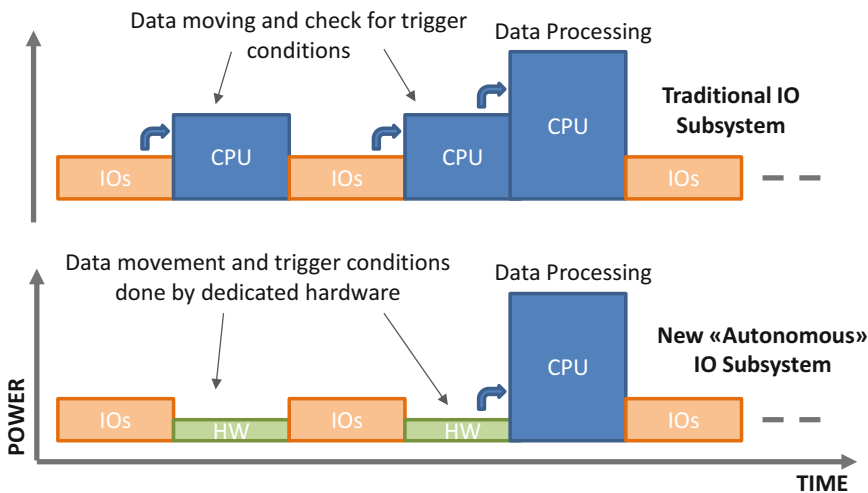 Data moving and check for trigger
conditions
Data Processing
Traditional IO
Subsystem
CPU
IOs
CPU
IOs
CPU
IOs
Data movement and trigger conditions
done by dedicated hardware
Data Processing
New «Autonomous»
IO Subsystem
CPU
IOs
HW
IOs
HW
IOs
POWER
TIME